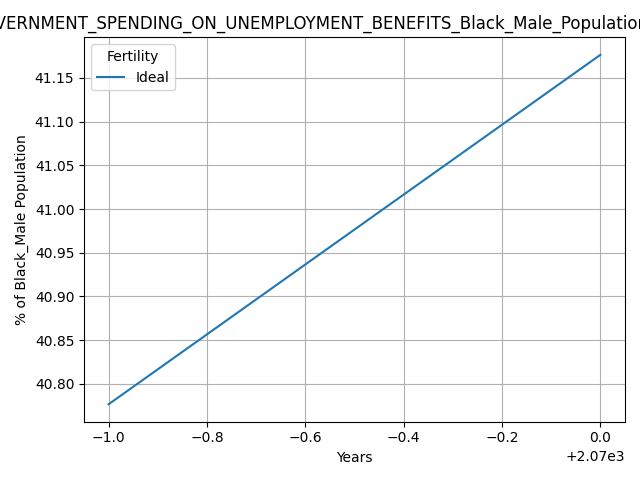 VERNMENT_SPENDING_ON_UNEMPLOYMENT_BENEFITS_Black_Male_Population
Fertility
Ideal
% of Black_Male Population
41.15
41.10
41.05
41.00
40.95
40.90
40.85
40.80
−1.0 −0.8 −0.6 −0.4 −0.2 0.0
Years
+2.07e3